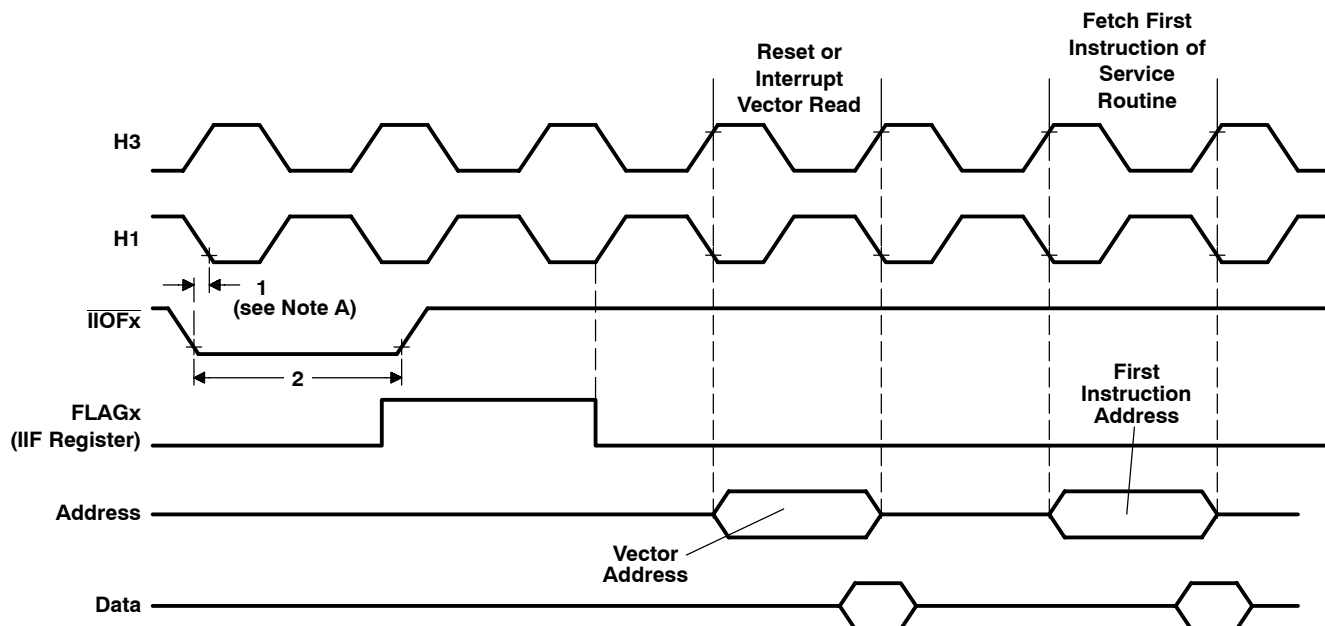 Reset or
Interrupt
Vector Read
Fetch First
Instruction of
Service
Routine
H3
H1
1
(see Note A)
IIOFx
2
FLAGx
(IIF Register)
First
Instruction
Address
Address
Vector
Address
Data